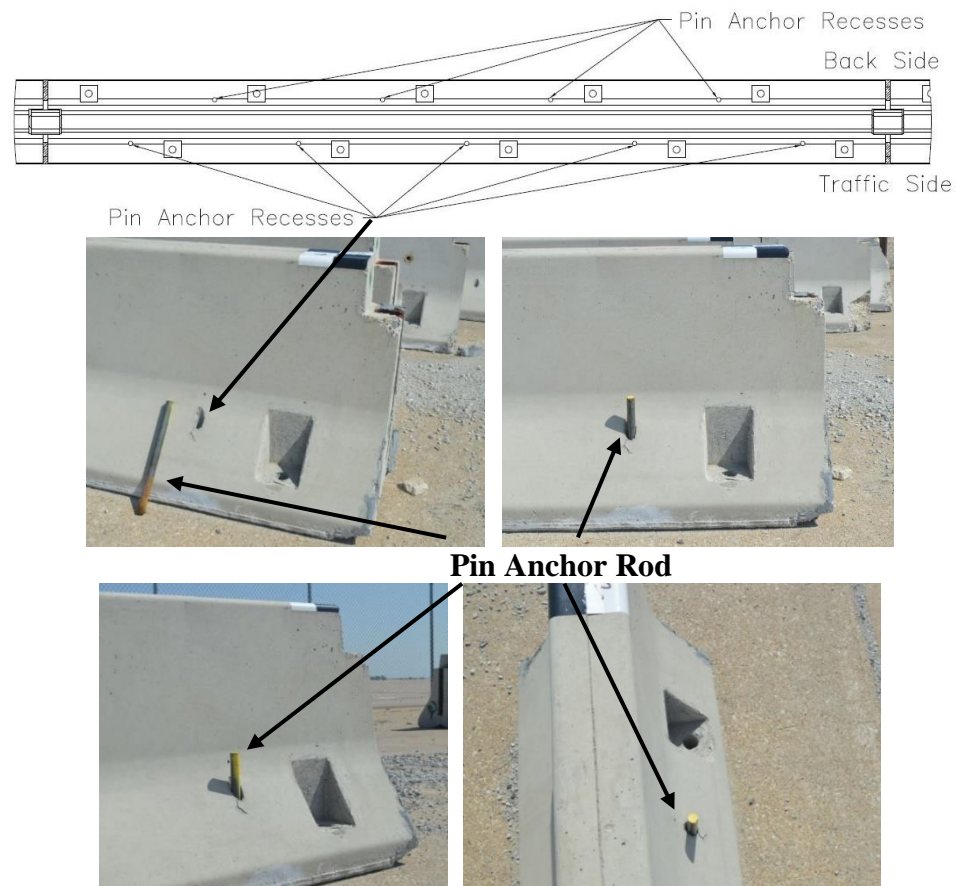 Pin Anchor Recesses
Back Side
Traffic Side
Pin Anchor Recesses
Pin Anchor Rod